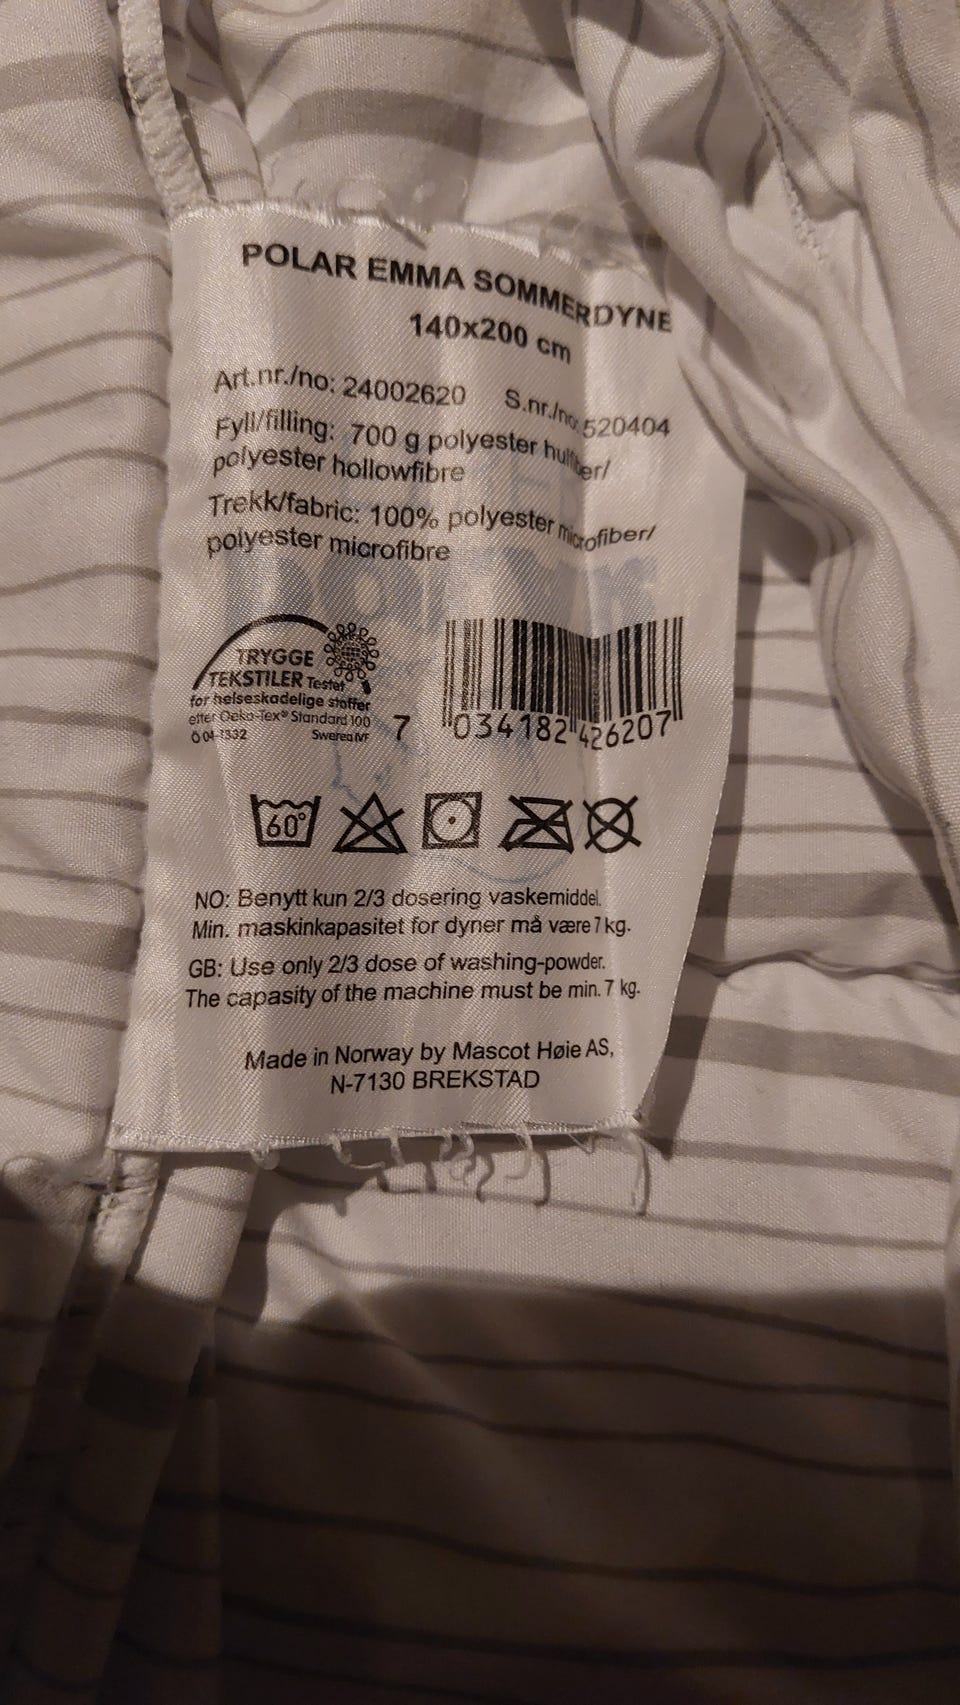 POLAR EMMA SOMMERDYNE
140x200 cm
Art.nr./no: 24002620 S.nr./no: 520404
Fyll/filling: 700 g polyester hulfiber/
polyester hollowfibre
Trekk/fabric: 100% polyester microfiber/
polyester microfibre
TRYGGE
TEKSTILER Testet
for helseskadelige stoffer
etter Oeko-Tex® Standard 100
Ö 04-1332 Swerea IVF
7 034182 426207
60°
NO: Benytt kun 2/3 dosering vaskemiddel.
Min. maskinkapasitet for dyner må være 7 kg.
GB: Use only 2/3 dose of washing-powder.
The capasity of the machine must be min. 7 kg.
Made in Norway by Mascot Høie AS,
N-7130 BREKSTAD